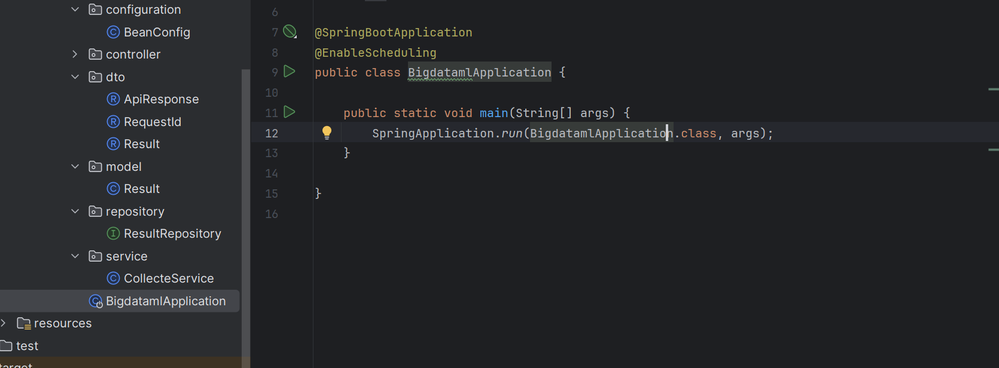 configuration
BeanConfig
controller
dto
ApiResponse
RequestId
Result
model
Result
repository
ResultRepository
service
CollecteService
BigdatamlApplication
resources
test
target
6
7 @SpringBootApplication
8 @EnableScheduling
9 public class BigdatamlApplication {
10
11 public static void main(String[] args) {
12 SpringApplication.run(BigdatamlApplication.class, args);
13 }
14
15 }
16